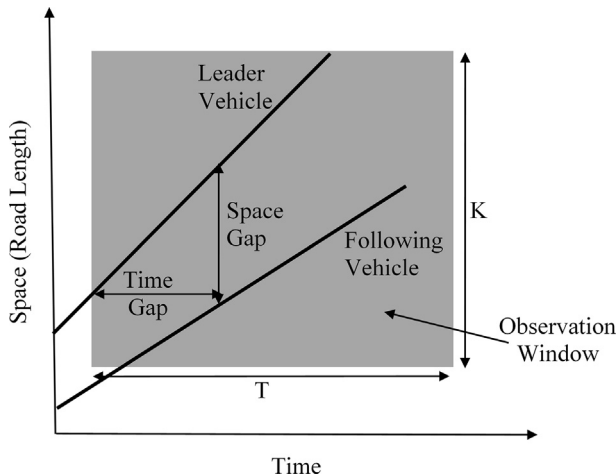 Leader
Vehicle
Space (Road Length)
Space
Gap
K
Following
Vehicle
Time
Gap
Observation
Window
T
Time